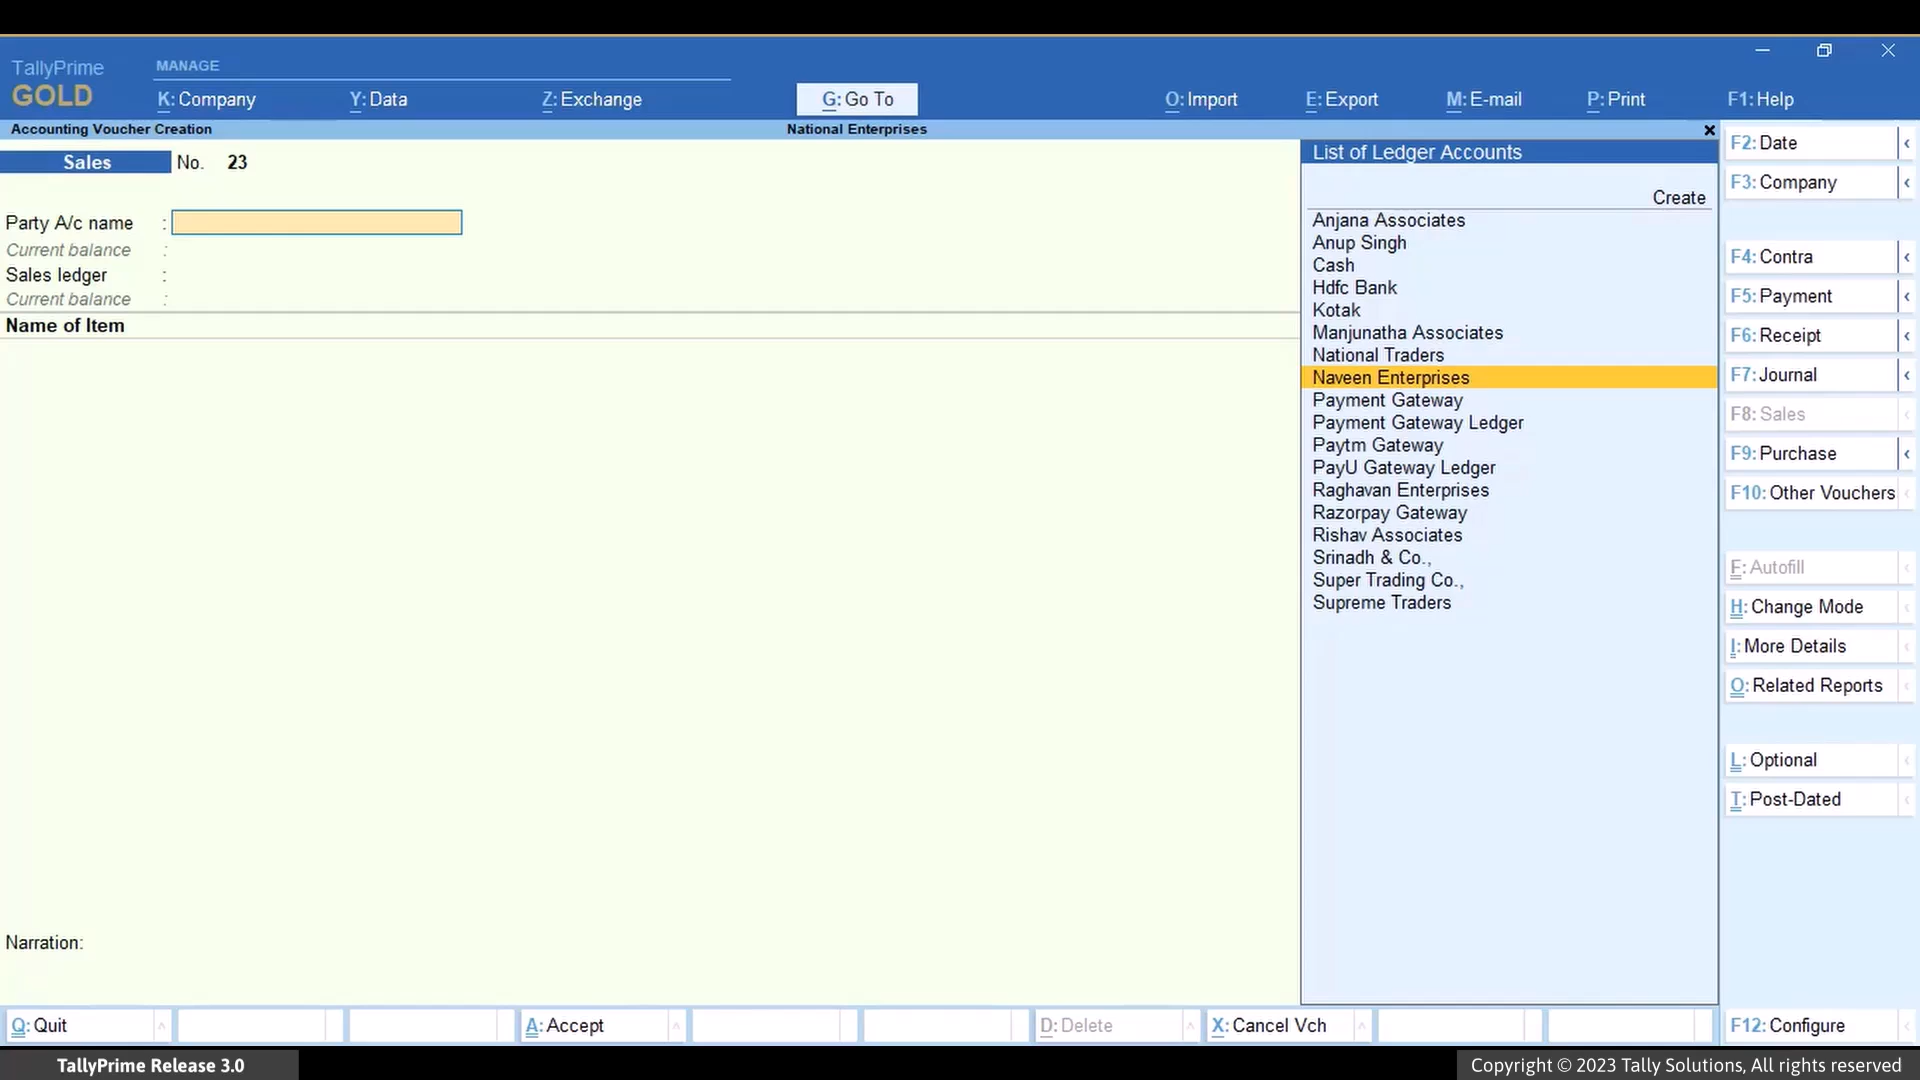 TallyPrime
GOLD
MANAGE
K: Company
Y: Data
Z: Exchange
G: Go To
O: Import
E: Export
M: E-mail
P: Print
F1: Help
Accounting Voucher Creation
National Enterprises
Sales No. 23
Party A/c name :
Current balance :
Sales ledger :
Current balance :
Name of Item
Narration:
List of Ledger Accounts
Create
Anjana Associates
Anup Singh
Cash
Hdfc Bank
Kotak
Manjunatha Associates
National Traders
Naveen Enterprises
Payment Gateway
Payment Gateway Ledger
Paytm Gateway
PayU Gateway Ledger
Raghavan Enterprises
Razorpay Gateway
Rishav Associates
Srinadh & Co.,
Super Trading Co.,
Supreme Traders
F2: Date
F3: Company
F4: Contra
F5: Payment
F6: Receipt
F7: Journal
F8: Sales
F9: Purchase
F10: Other Vouchers
F: Autofill
H: Change Mode
I: More Details
O: Related Reports
L: Optional
T: Post-Dated
F12: Configure
Q: Quit
A: Accept
D: Delete
X: Cancel Vch
TallyPrime Release 3.0
Copyright © 2023 Tally Solutions, All rights reserved